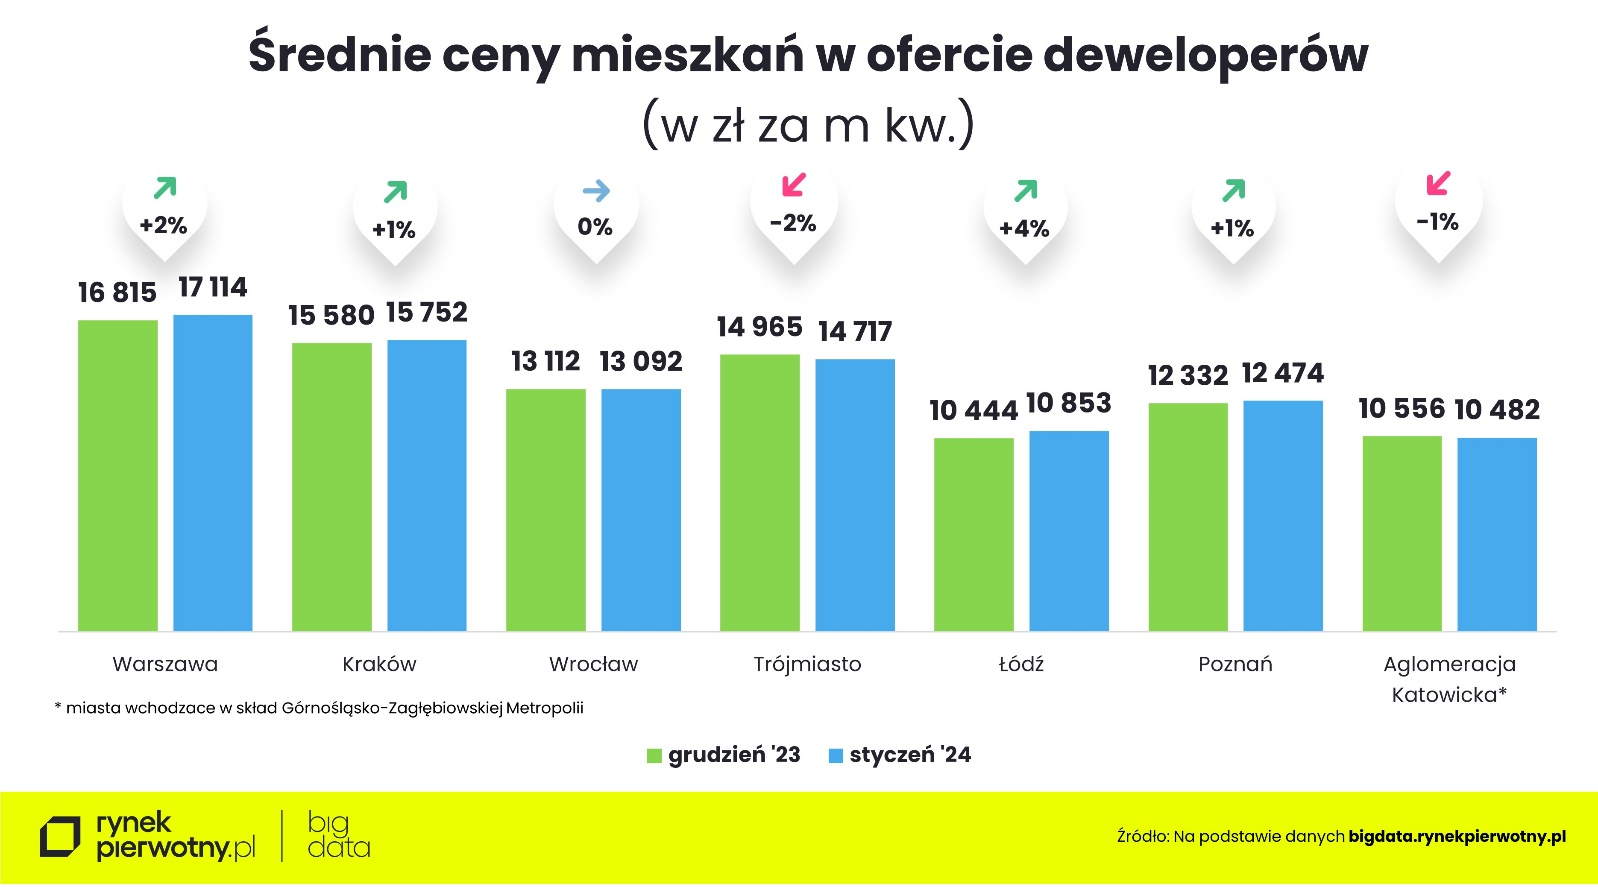 Średnie ceny mieszkań w ofercie deweloperów
(w zł za m kw.)
+2%
+1%
0%
-2%
+4%
+1%
-1%
16 815 17 114
15 580 15 752
13 112 13 092
14 965 14 717
10 444 10 853
12 332 12 474
10 556 10 482
Warszawa
Kraków
Wrocław
Trójmiasto
Łódź
Poznań
Aglomeracja
Katowicka*
* miasta wchodzace w skład Górnośląsko-Zagłębiowskiej Metropolii
grudzień '23
styczeń '24
rynek
pierwotny.pl
big
data
Źródło: Na podstawie danych bigdata.rynekpierwotny.pl